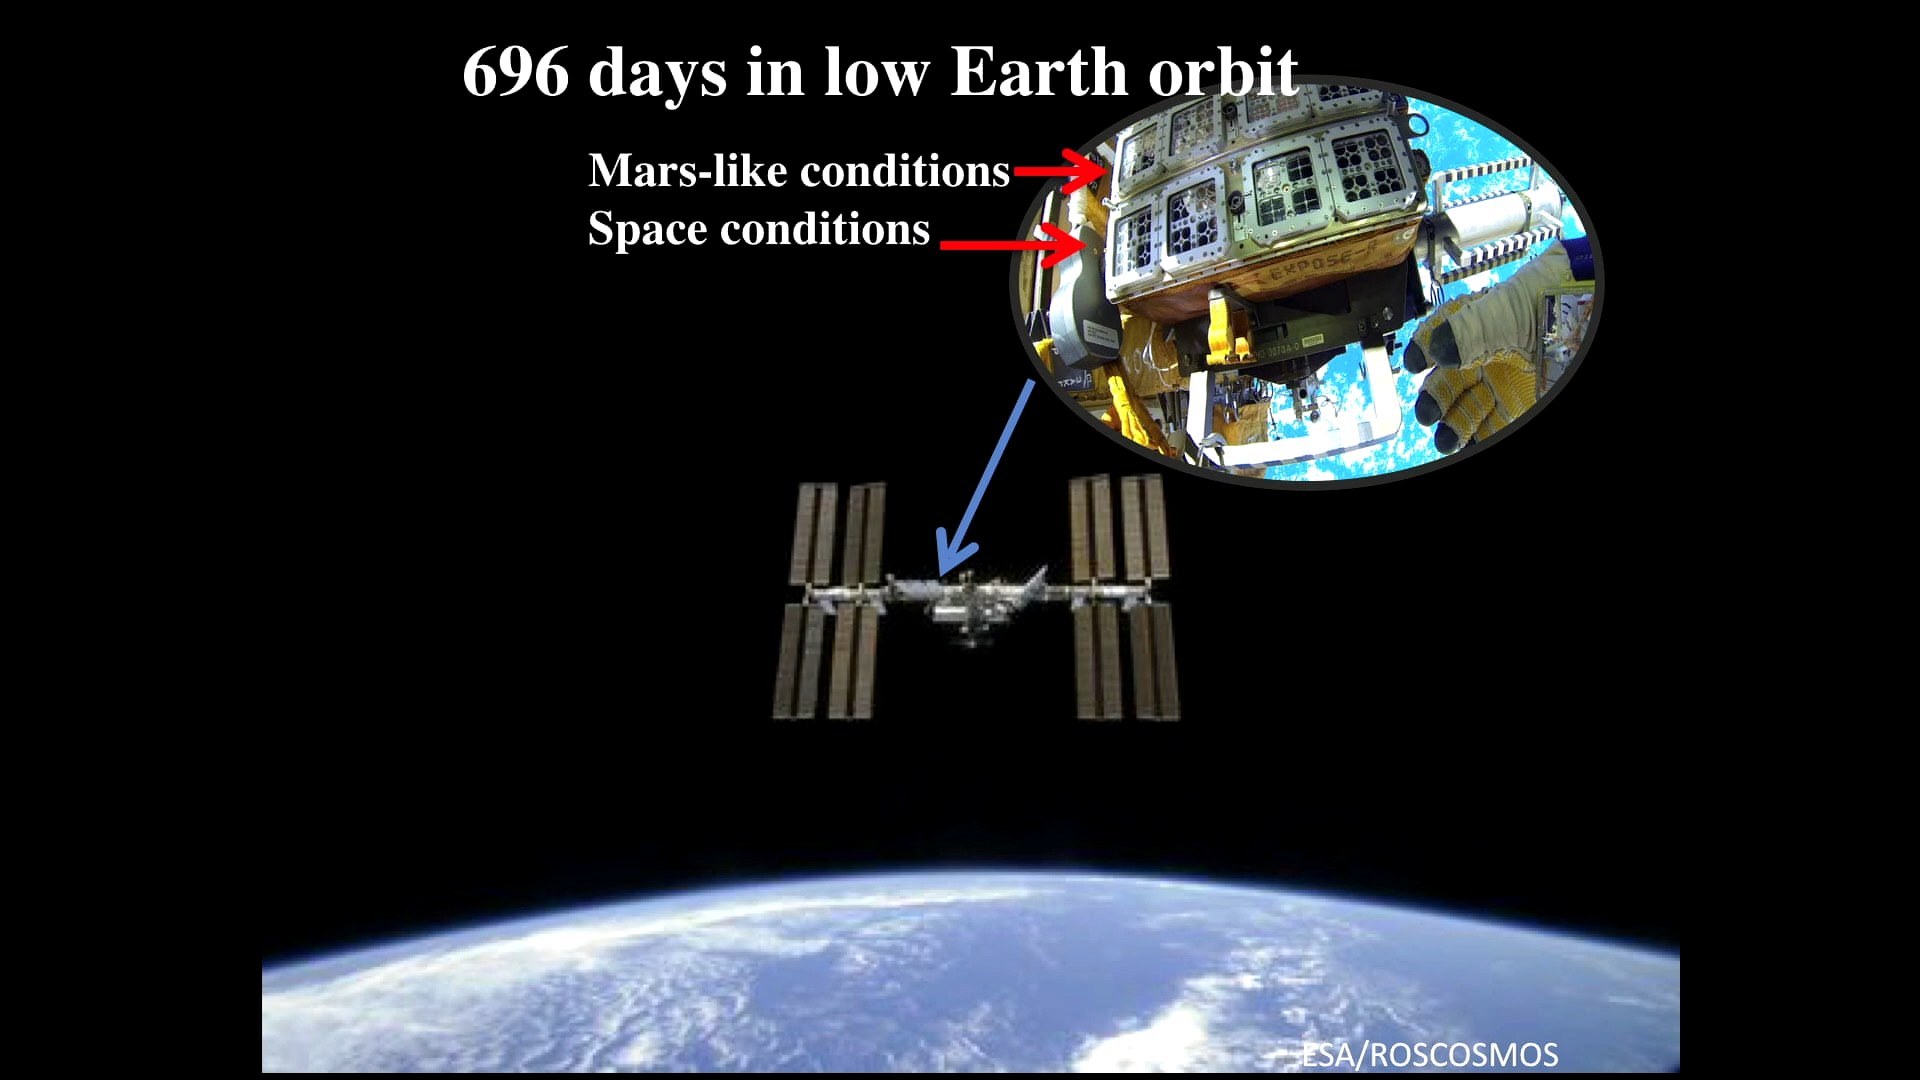 696 days in low Earth orbit
Mars-like conditions
Space conditions
EXPOSE-R
ESA/ROSCOSMOS